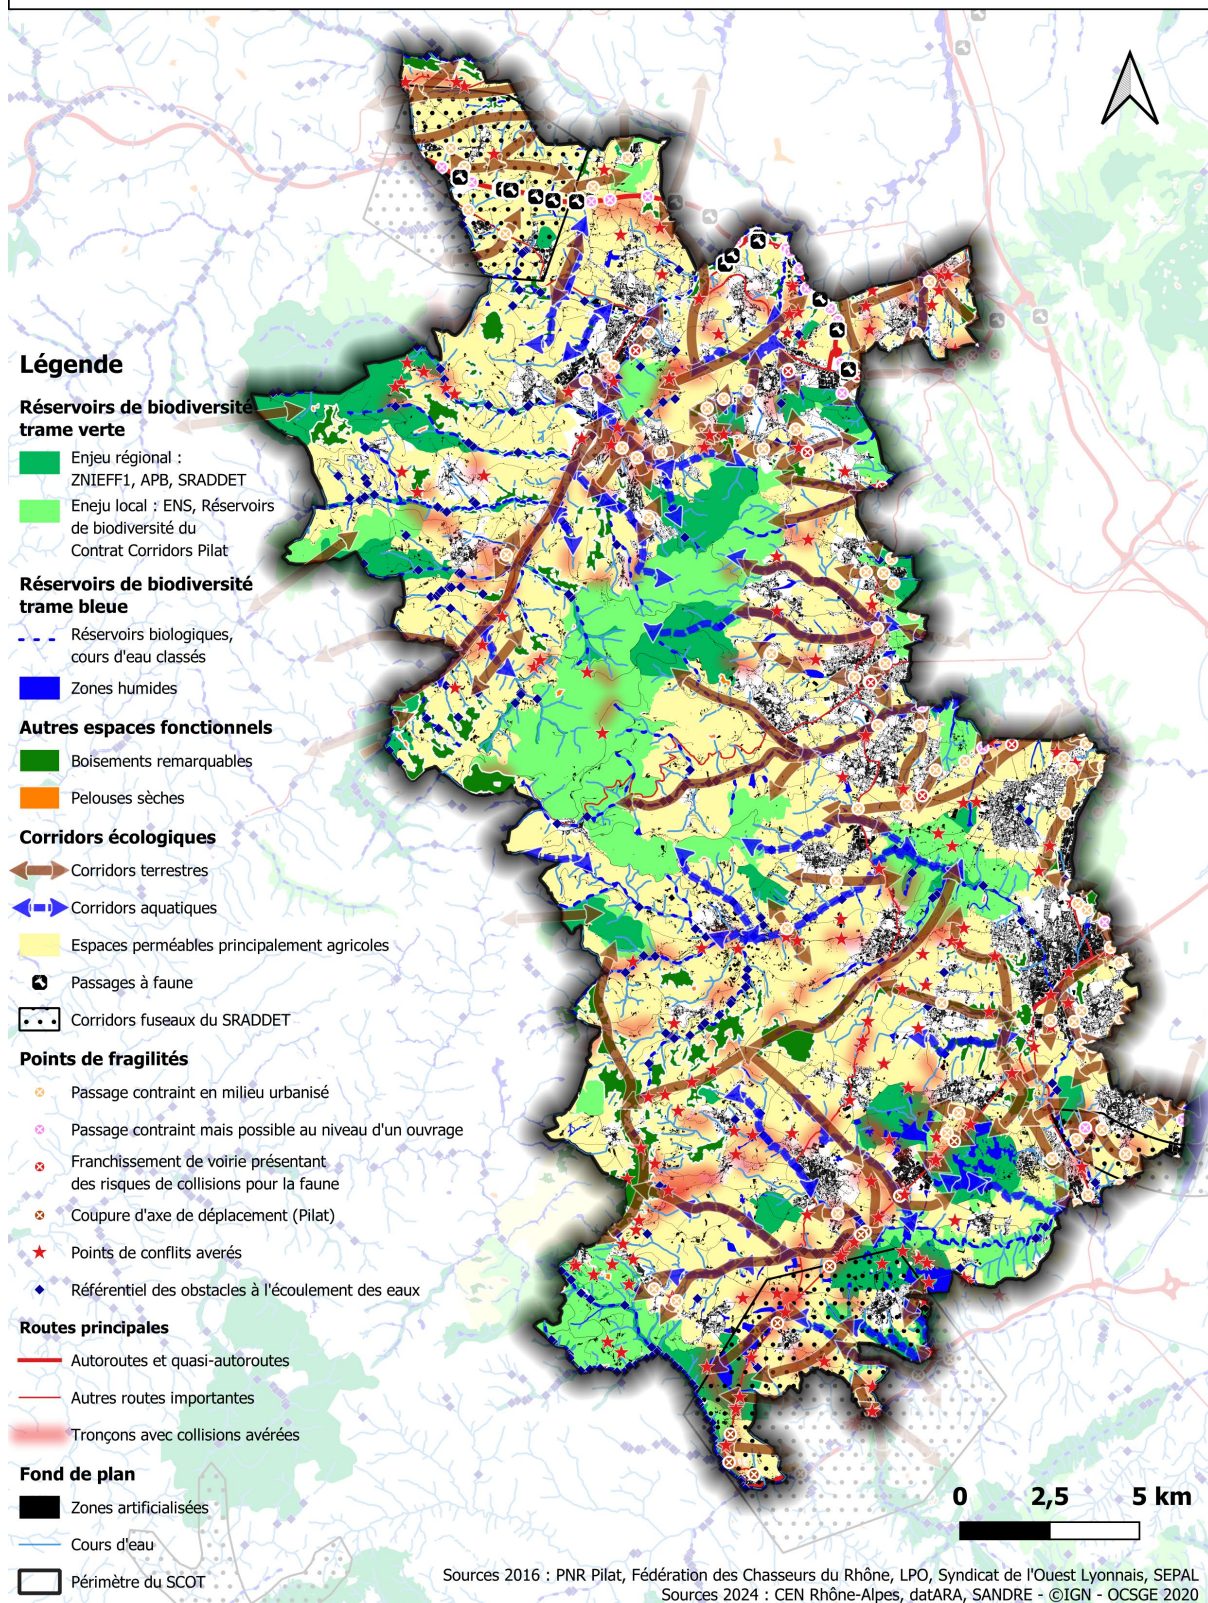 Légende
Réservoirs de biodiversité
trame verte
Enjeu régional :
ZNIEFF1, APB, SRADDET
Eneju local : ENS, Réservoirs
de biodiversité du
Contrat Corridors Pilat
Réservoirs de biodiversité
trame bleue
Réservoirs biologiques,
cours d'eau classés
Zones humides
Autres espaces fonctionnels
Boisements remarquables
Pelouses sèches
Corridors écologiques
Corridors terrestres
Corridors aquatiques
Espaces perméables principalement agricoles
Passages à faune
Corridors fuseaux du SRADDET
Points de fragilités
Passage contraint en milieu urbanisé
Passage contraint mais possible au niveau d'un ouvrage
Franchissement de voirie présentant
des risques de collisions pour la faune
Coupure d'axe de déplacement (Pilat)
Points de conflits averés
Référentiel des obstacles à l'écoulement des eaux
Routes principales
Autoroutes et quasi-autoroutes
Autres routes importantes
Tronçons avec collisions avérées
Fond de plan
Zones artificialisées
Cours d'eau
Périmètre du SCOT
0 2,5 5 km
Sources 2016 : PNR Pilat, Fédération des Chasseurs du Rhône, LPO, Syndicat de l'Ouest Lyonnais, SEPAL
Sources 2024 : CEN Rhône-Alpes, datARA, SANDRE - ©IGN - OCSGE 2020